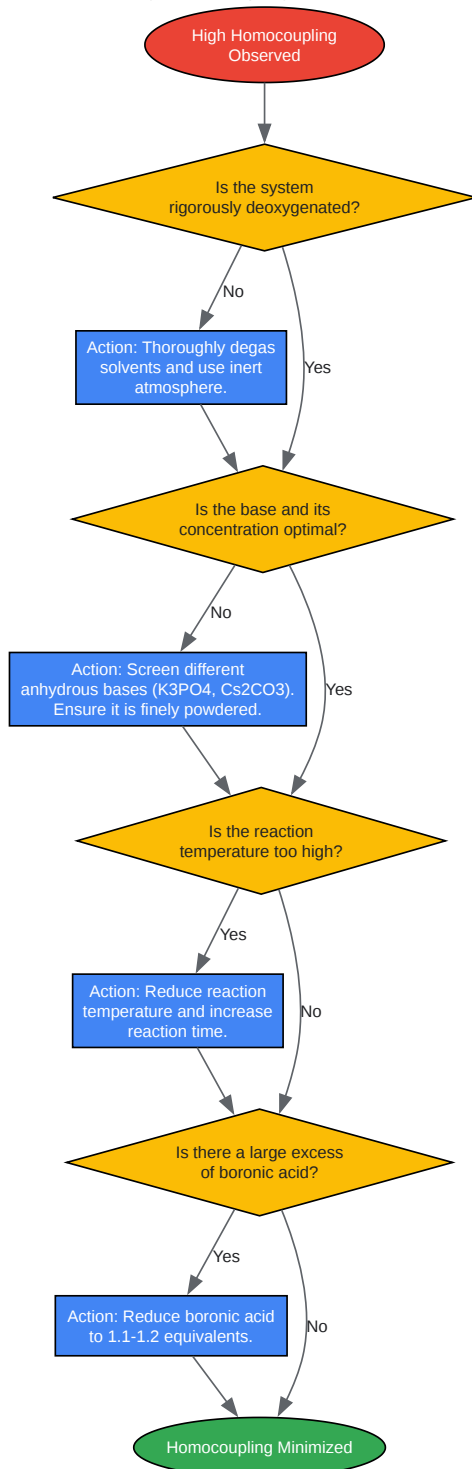 High Homocoupling
Observed
Is the system
rigorously deoxygenated?
No
Yes
Action: Thoroughly degas
solvents and use inert
atmosphere.
Is the base and its
concentration optimal?
No
Yes
Action: Screen different
anhydrous bases (K3PO4, Cs2CO3).
Ensure it is finely powdered.
Is the reaction
temperature too high?
Yes
No
Action: Reduce reaction
temperature and increase
reaction time.
Is there a large excess
of boronic acid?
Yes
No
Action: Reduce boronic acid
to 1.1-1.2 equivalents.
Homocoupling Minimized